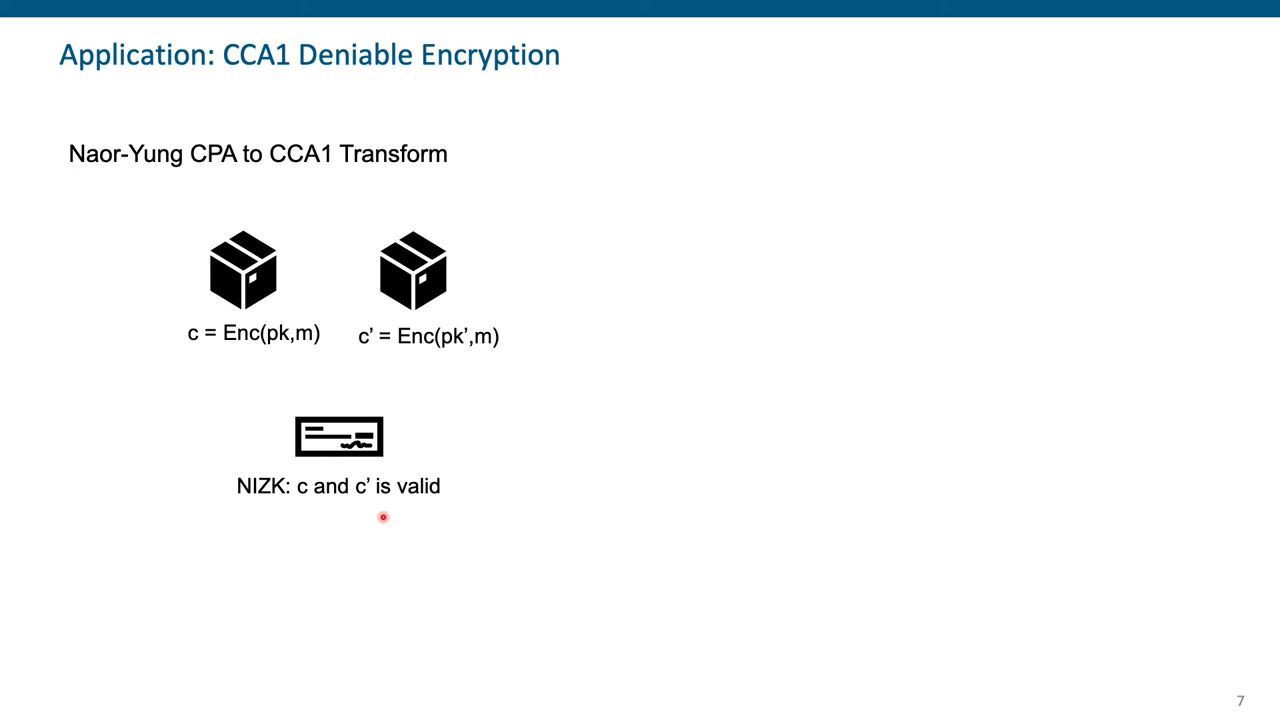 Application: CCA1 Deniable Encryption
Naor-Yung CPA to CCA1 Transform
c = Enc(pk,m)
c’ = Enc(pk’,m)
NIZK: c and c’ is valid
7